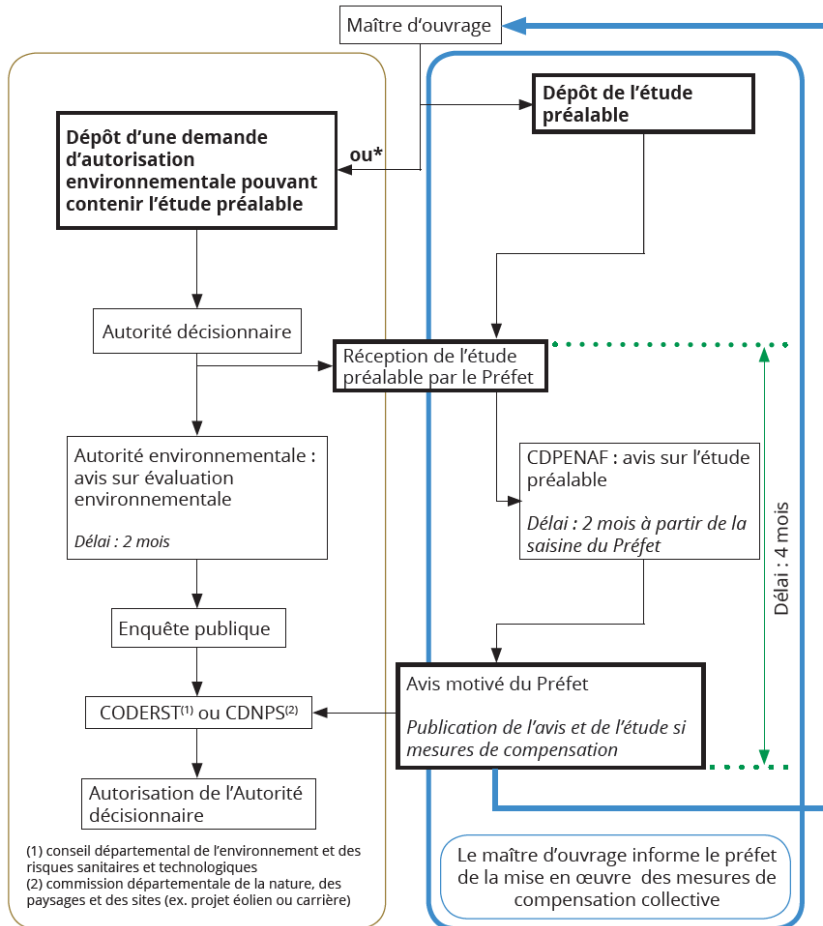 Maître d'ouvrage
Dépôt de l'étude
préalable
Dépôt d'une demande
d'autorisation
environnementale pouvant
contenir l'étude préalable
ou*
Autorité décisionnaire
Réception de l'étude
préalable par le Préfet
Autorité environnementale :
avis sur évaluation
environnementale
Délai : 2 mois
CDPENAF : avis sur l'étude
préalable
Délai : 2 mois à partir de la
saisine du Préfet
Délai : 4 mois
Enquête publique
Avis motivé du Préfet
Publication de l'avis et de l'étude si
mesures de compensation
CODERST⁽¹⁾ ou CDNPS⁽²⁾
Autorisation de l'Autorité
décisionnaire
(1) conseil départemental de l'environnement et des
risques sanitaires et technologiques
(2) commission départementale de la nature, des
paysages et des sites (ex. projet éolien ou carrière)
Le maître d'ouvrage informe le préfet
de la mise en œuvre des mesures de
compensation collective